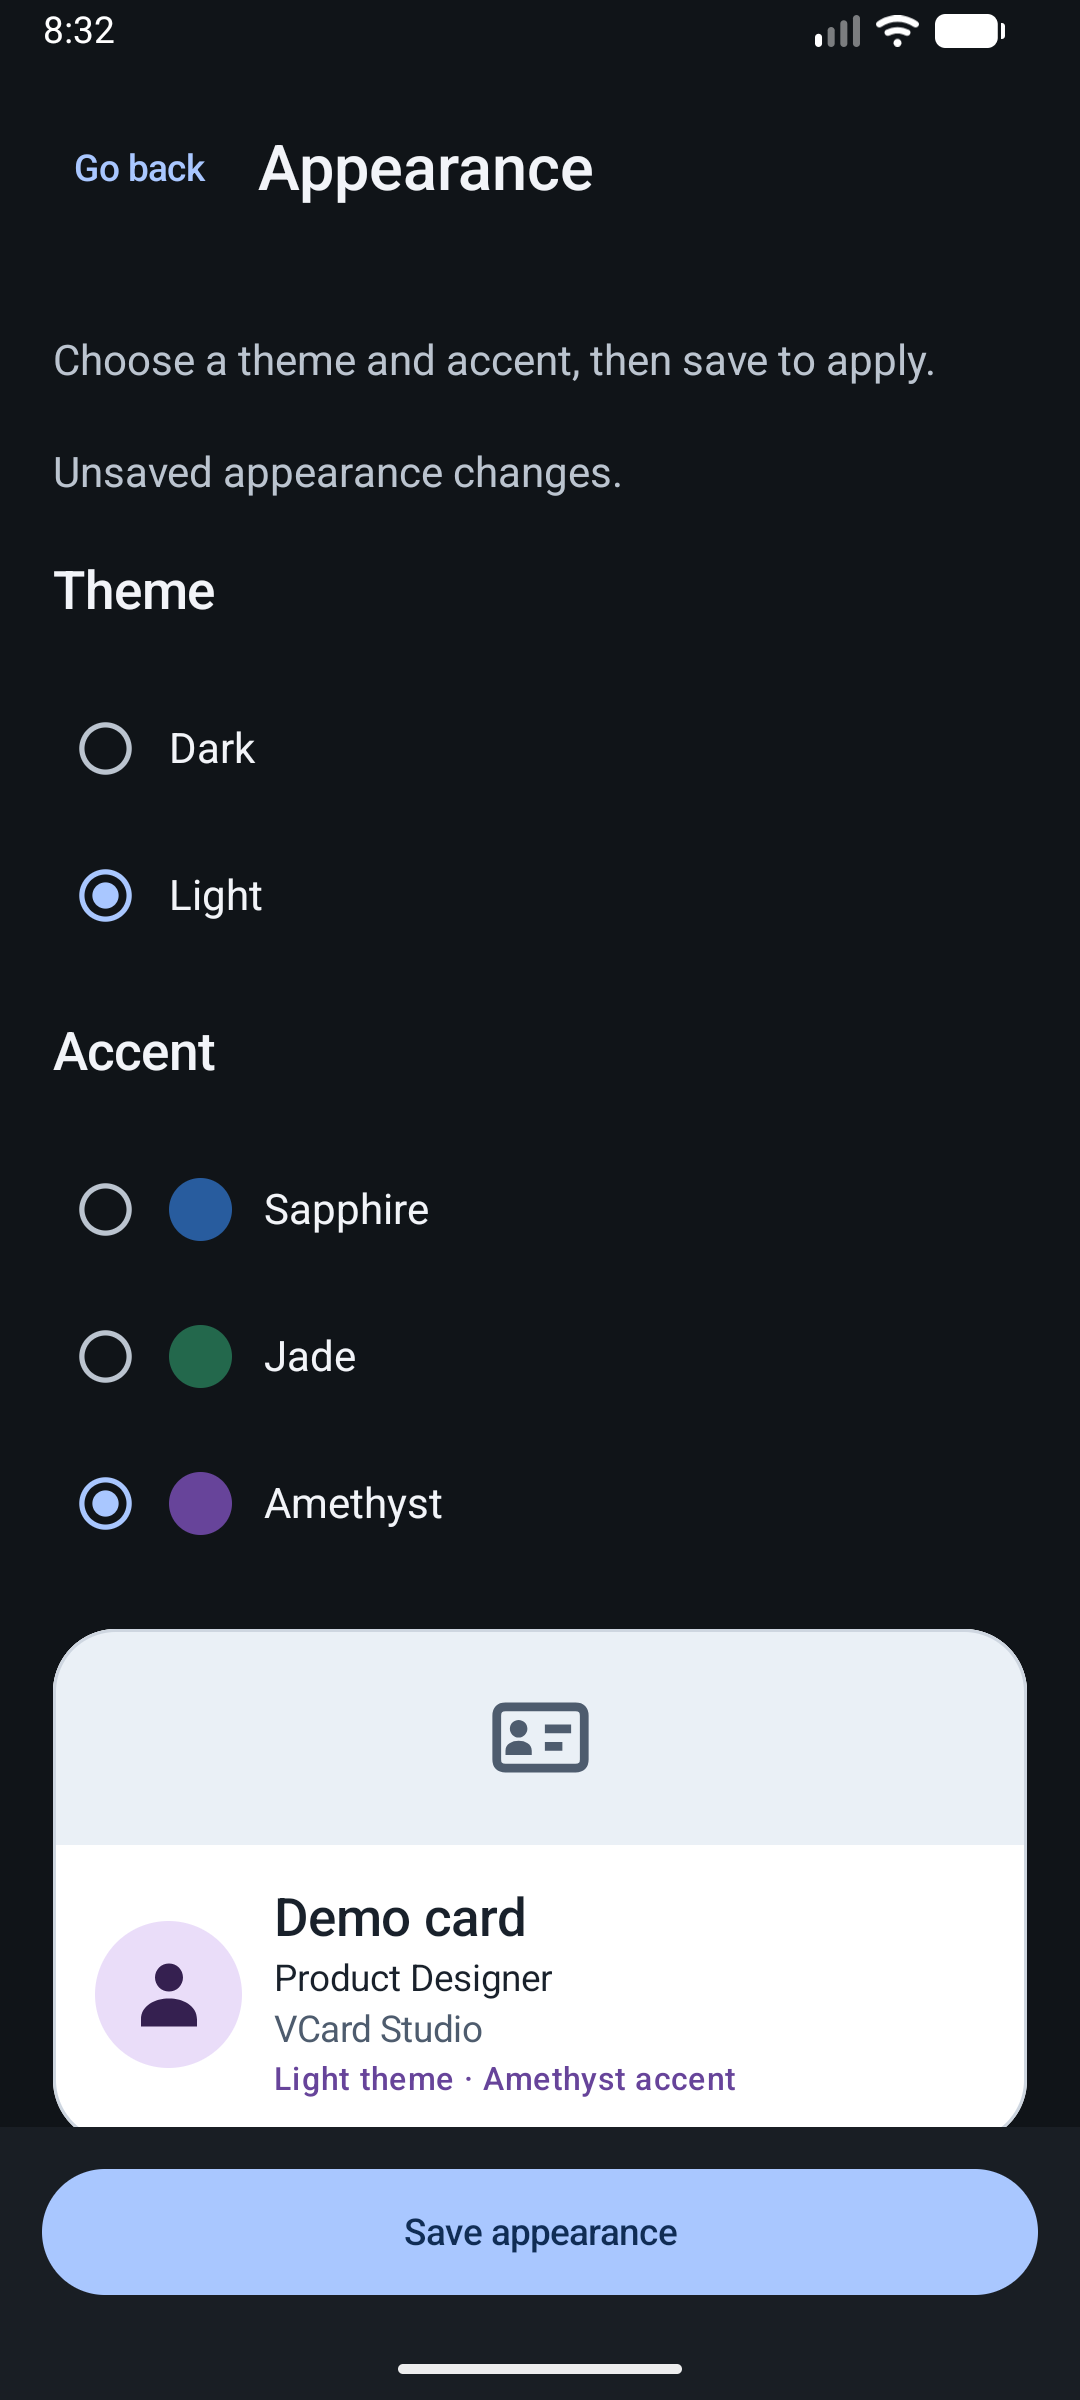 8:32
Go back
Appearance
Choose a theme and accent, then save to apply.
Unsaved appearance changes.
Theme
Dark
Light
Accent
Sapphire
Jade
Amethyst
Demo card
Product Designer
VCard Studio
Light theme · Amethyst accent
Save appearance